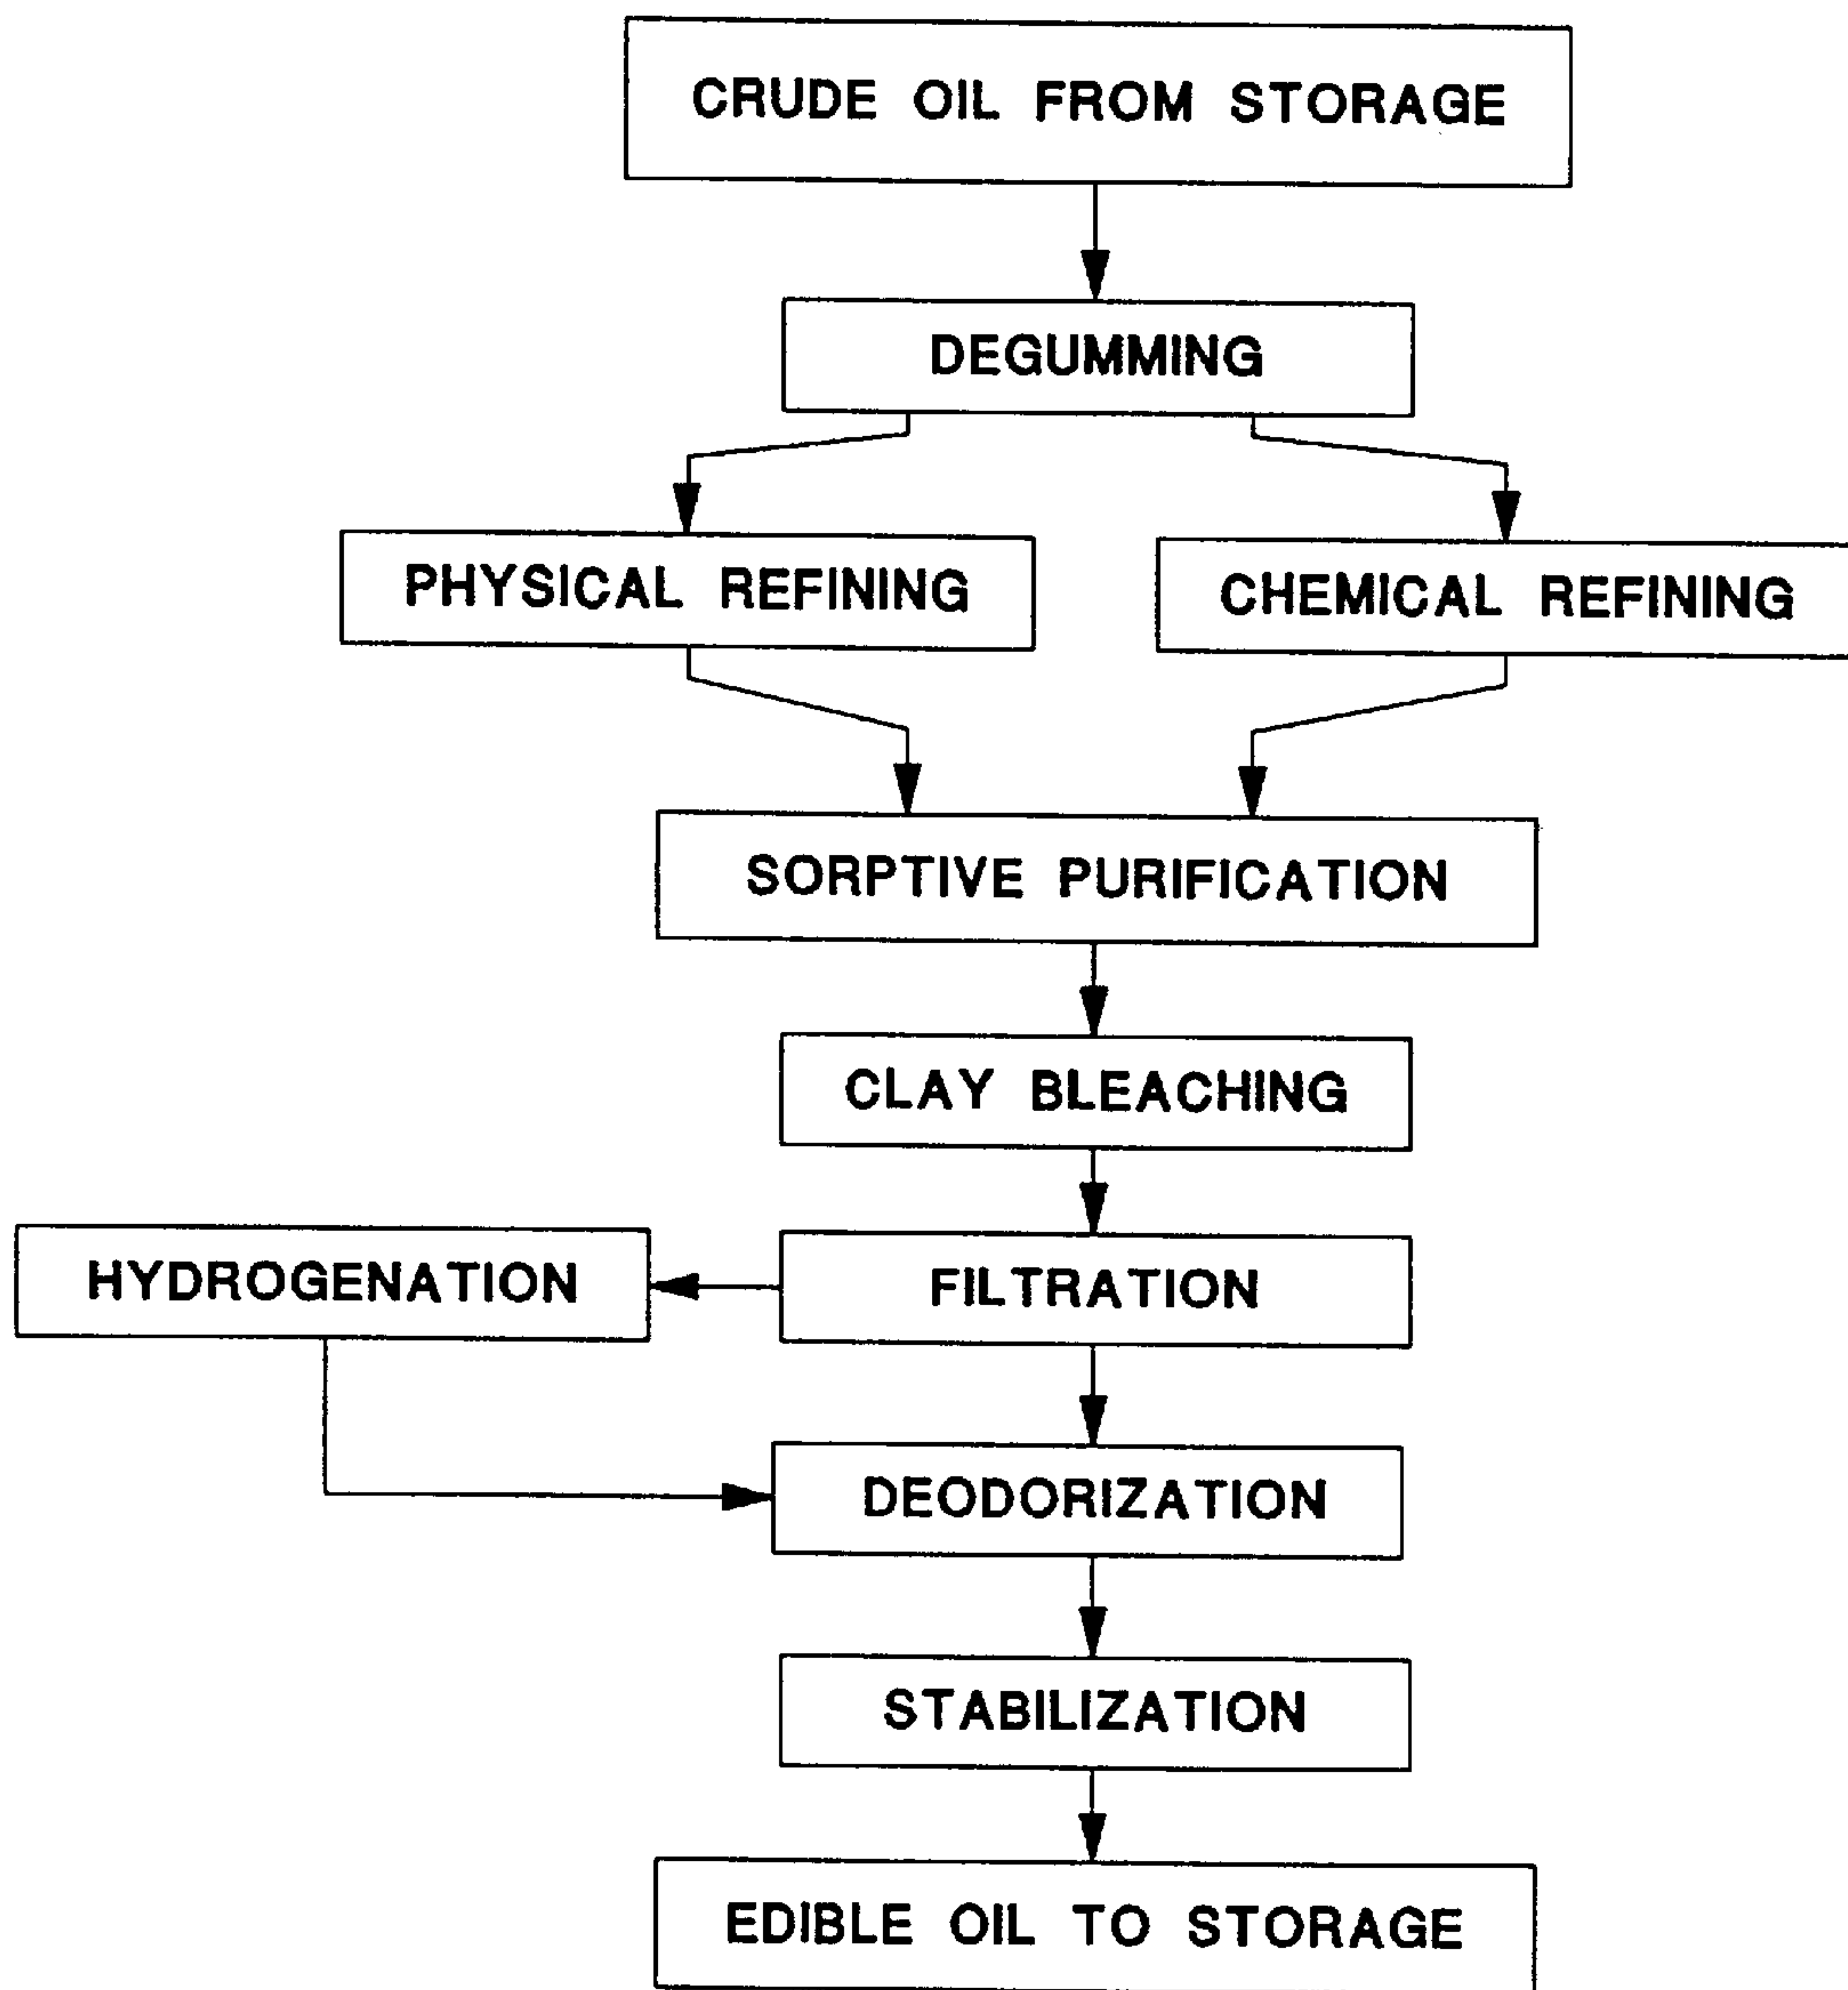 CRUDE OIL FROM STORAGE
DEGUMMING
PHYSICAL REFINING
CHEMICAL REFINING
SORPTIVE PURIFICATION
CLAY BLEACHING
HYDROGENATION
FILTRATION
DEODORIZATION
STABILIZATION
EDIBLE OIL TO STORAGE